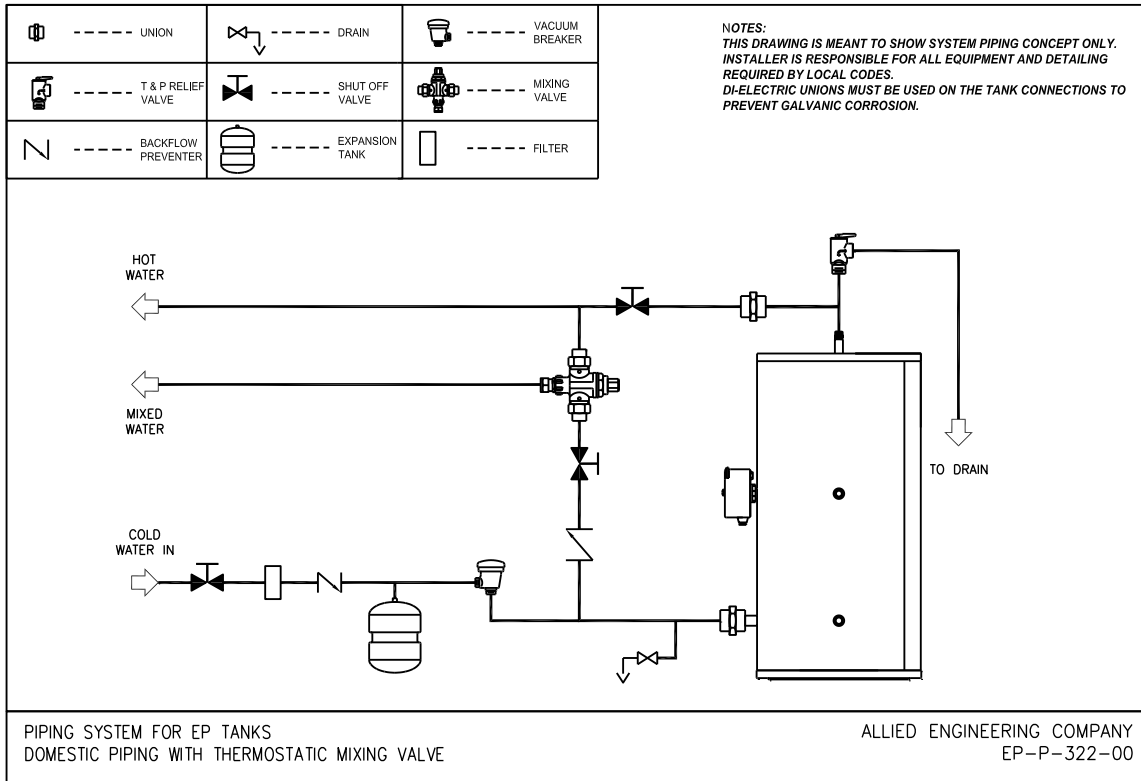 UNION
DRAIN
VACUUM
BREAKER
T & P RELIEF
VALVE
SHUT OFF
VALVE
MIXING
VALVE
BACKFLOW
PREVENTER
EXPANSION
TANK
FILTER
NOTES:
THIS DRAWING IS MEANT TO SHOW SYSTEM PIPING CONCEPT ONLY.
INSTALLER IS RESPONSIBLE FOR ALL EQUIPMENT AND DETAILING
REQUIRED BY LOCAL CODES.
DI-ELECTRIC UNIONS MUST BE USED ON THE TANK CONNECTIONS TO
PREVENT GALVANIC CORROSION.
HOT
WATER
MIXED
WATER
TO DRAIN
COLD
WATER IN
PIPING SYSTEM FOR EP TANKS
DOMESTIC PIPING WITH THERMOSTATIC MIXING VALVE
ALLIED ENGINEERING COMPANY
EP-P-322-00